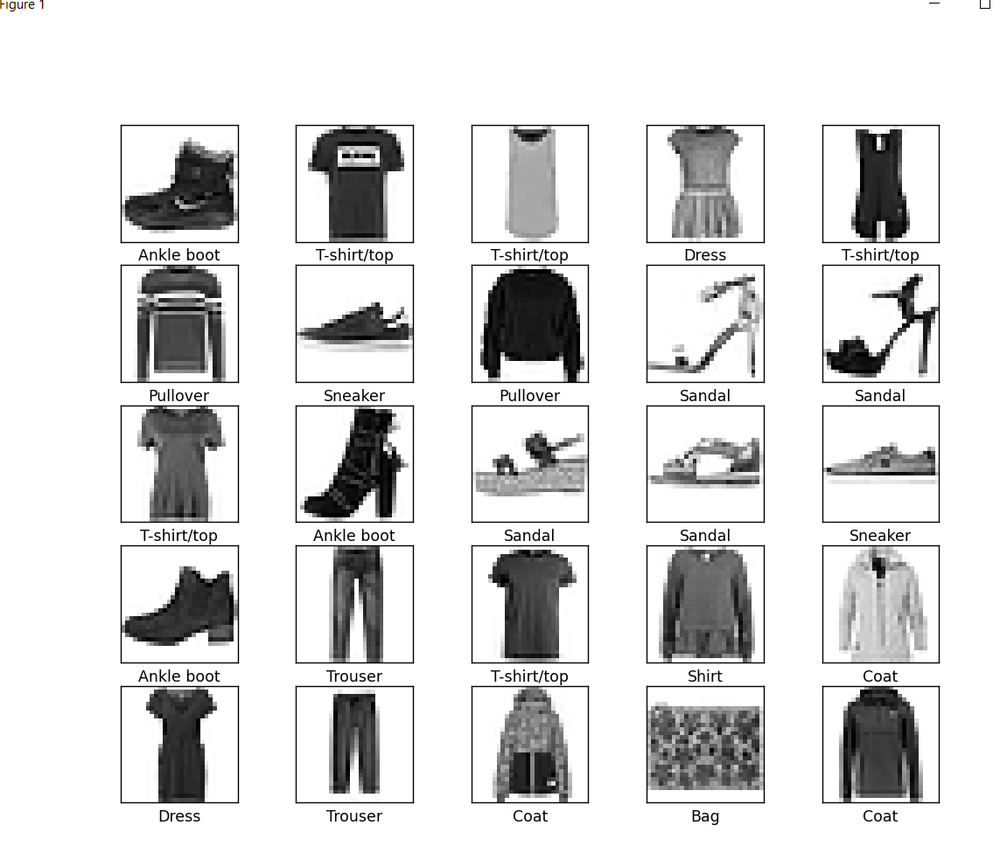 Figure 1
Ankle boot T-shirt/top T-shirt/top Dress T-shirt/top
Pullover Sneaker Pullover Sandal Sandal
T-shirt/top Ankle boot Sandal Sandal Sneaker
Ankle boot Trouser T-shirt/top Shirt Coat
Dress Trouser Coat Bag Coat